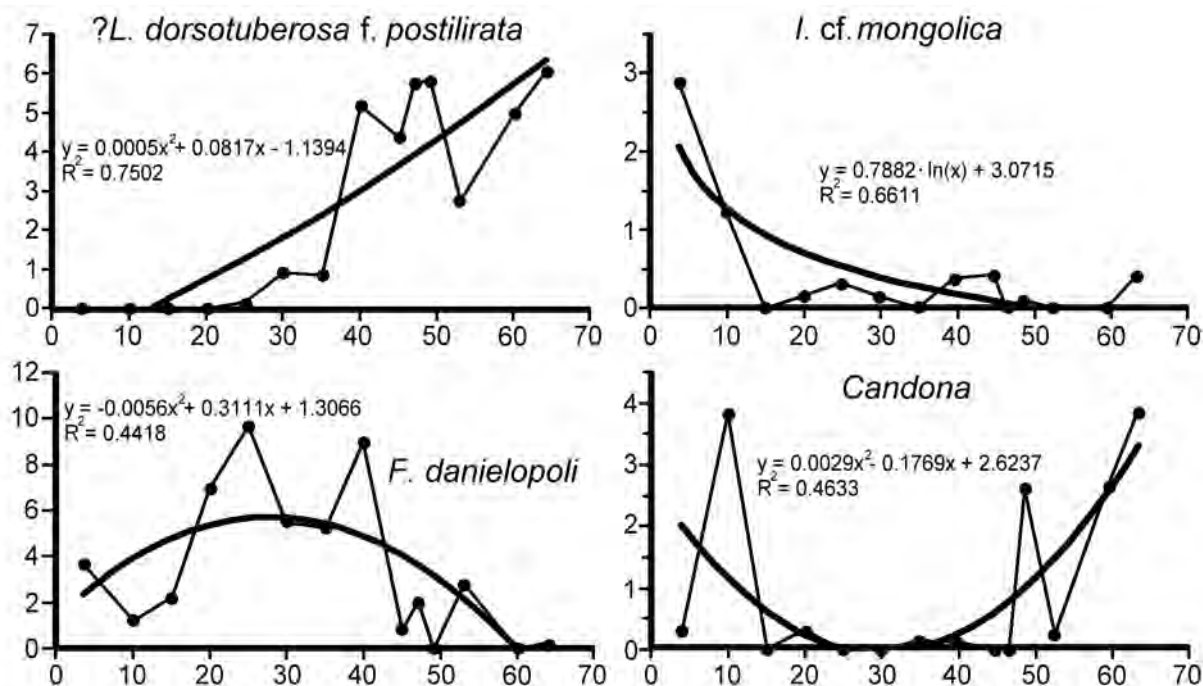 ?L. dorsotuberosa f. postilirata
7
6
5
4
3
2
1
0
y = 0.0005x²+ 0.0817x - 1.1394
R² = 0.7502
0 10 20 30 40 50 60 70
I. cf. mongolica
3
2
1
0
y = 0.7882· ln(x) + 3.0715
R² = 0.6611
0 10 20 30 40 50 60 70
12
10
8
6
4
2
0
y = -0.0056x²+ 0.3111x + 1.3066
R² = 0.4418
F. danielopoli
0 10 20 30 40 50 60 70
Candona
4
3
2
1
0
y = 0.0029x²- 0.1769x + 2.6237
R² = 0.4633
0 10 20 30 40 50 60 70